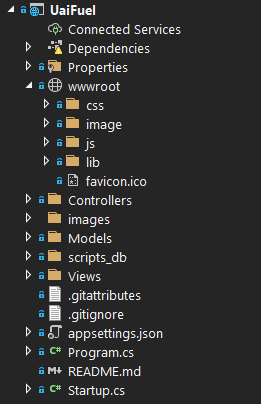 UaiFuel
Connected Services
Dependencies
Properties
wwwroot
css
image
js
lib
favicon.ico
Controllers
images
Models
scripts_db
Views
.gitattributes
.gitignore
appsettings.json
C# Program.cs
M README.md
C# Startup.cs